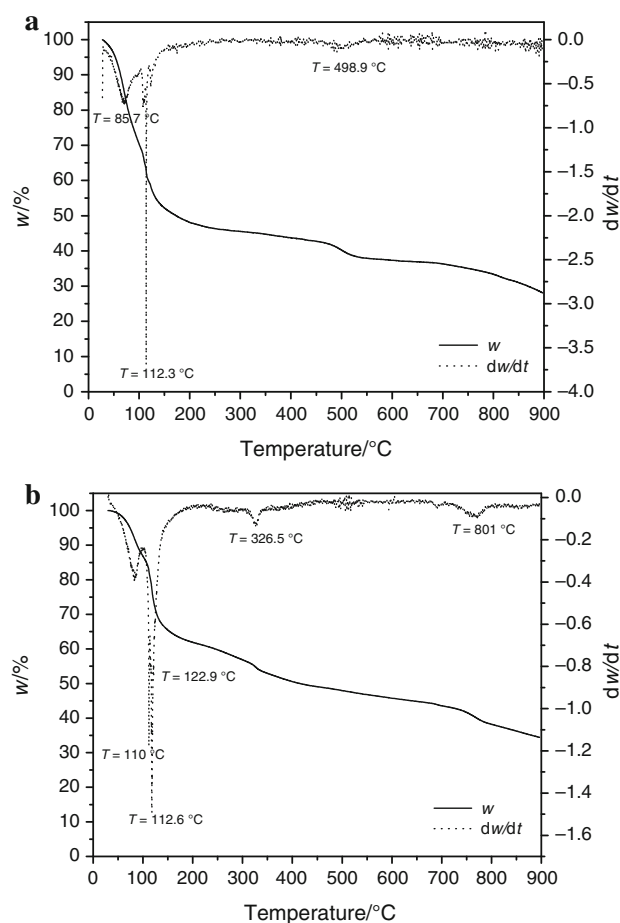 a
100
90
80
70
60
50
40
30
20
10
0
w/%
0.0
−0.5
−1.0
−1.5
−2.0
−2.5
−3.0
−3.5
−4.0
dw/dt
T = 498.9 °C
T = 85.7 °C
T = 112.3 °C
w
dw/dt
0 100 200 300 400 500 600 700 800 900
Temperature/°C
b
100
90
80
70
60
50
40
30
20
10
0
w/%
0.0
−0.2
−0.4
−0.6
−0.8
−1.0
−1.2
−1.4
−1.6
dw/dt
T = 326.5 °C
T = 801 °C
T = 122.9 °C
T = 110 °C
T = 112.6 °C
w
dw/dt
0 100 200 300 400 500 600 700 800 900
Temperature/°C